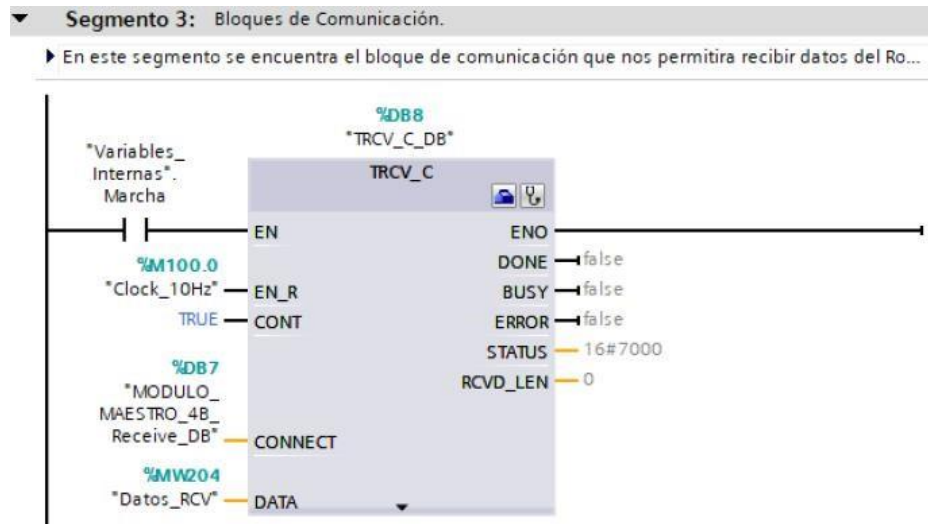 Segmento 3: Bloques de Comunicación.
En este segmento se encuentra el bloque de comunicación que nos permitira recibir datos del Ro...
%DB8
"TRCV_C_DB"
"Variables_
Internas".
Marcha
TRCV_C
EN
ENO
%M100.0
"Clock_10Hz"
EN_R
TRUE
CONT
DONE
false
BUSY
false
ERROR
false
STATUS
16#7000
RCVD_LEN
0
%DB7
"MODULO_
MAESTRO_4B_
Receive_DB"
CONNECT
%MW204
"Datos_RCV"
DATA